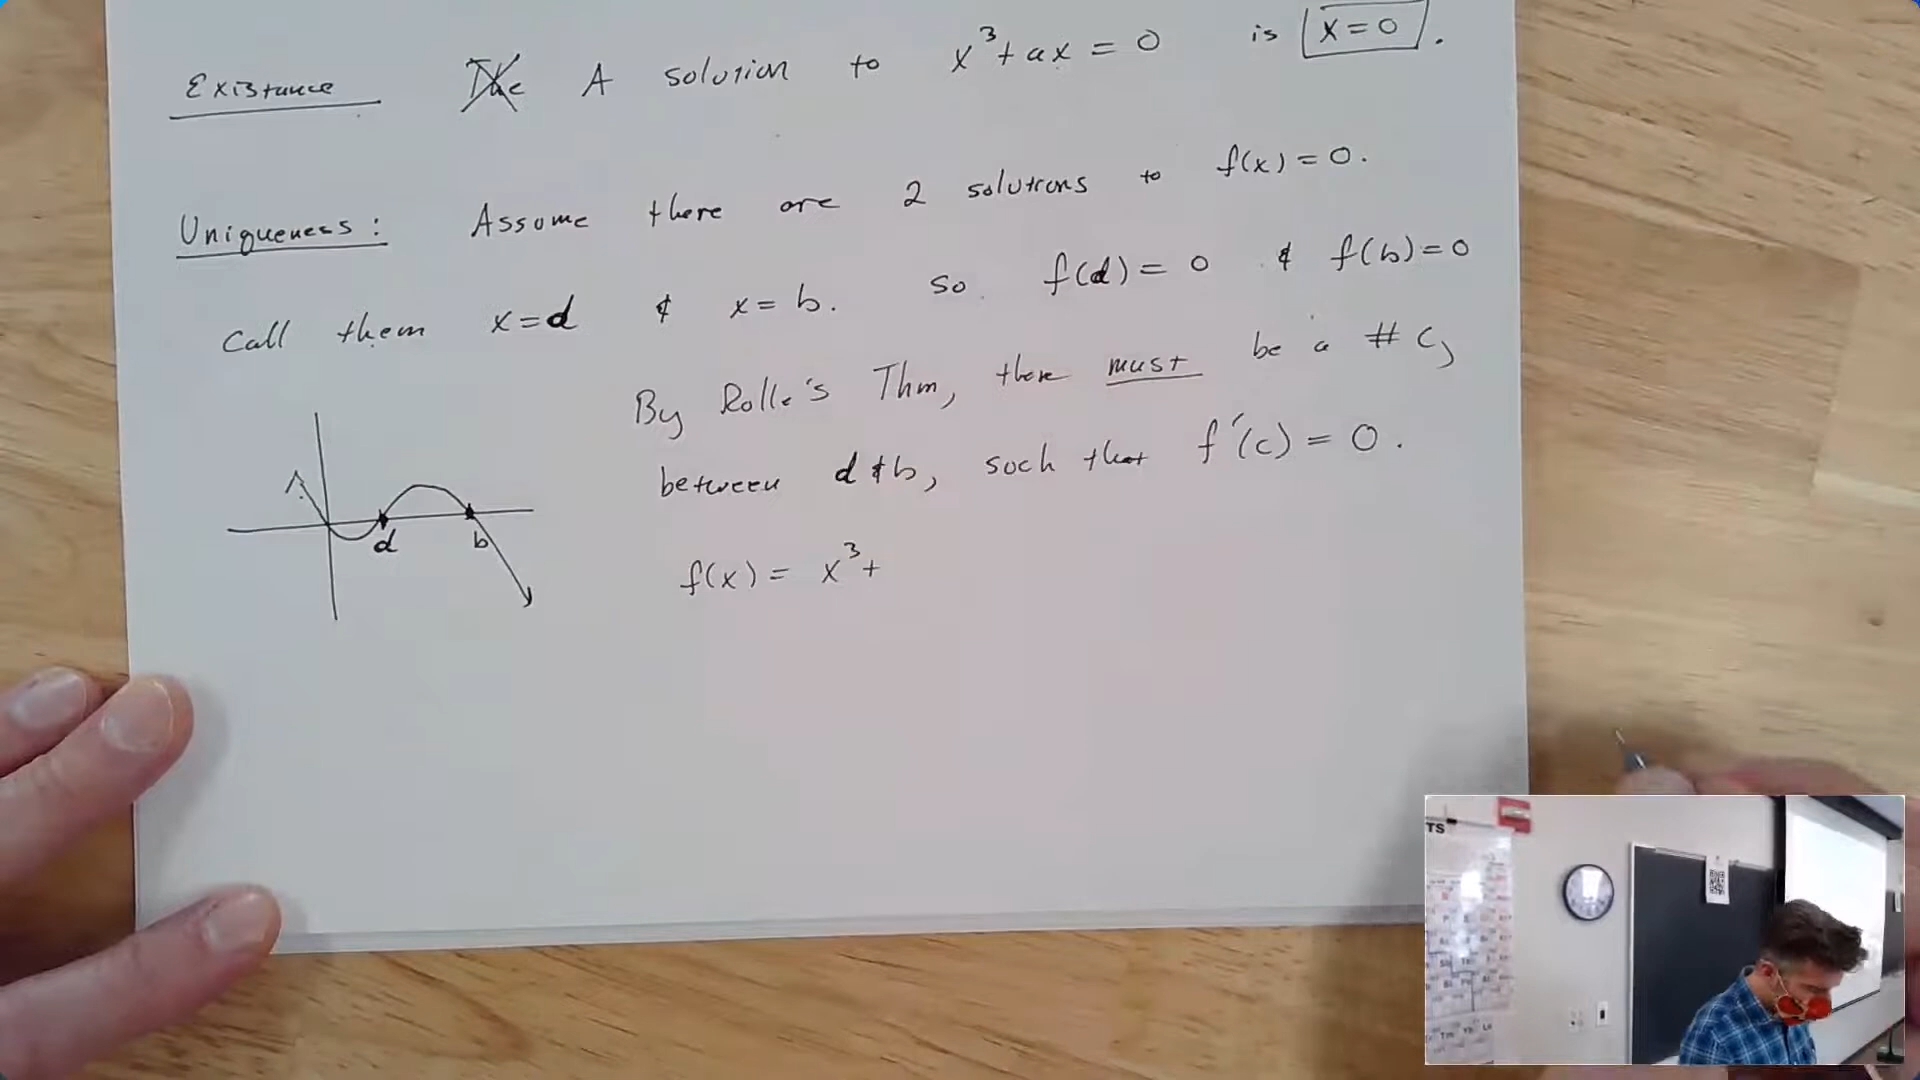 Existance The A solution to x³ + ax = 0 is x = 0.
Uniqueness: Assume there are 2 solutions to f(x) = 0.
Call them x = d & x = b. so f(d) = 0 & f(b) = 0
By Rolle's Thm, there must be a # c,
between d & b, such that f'(c) = 0.
d b
f(x) = x³ +
TS